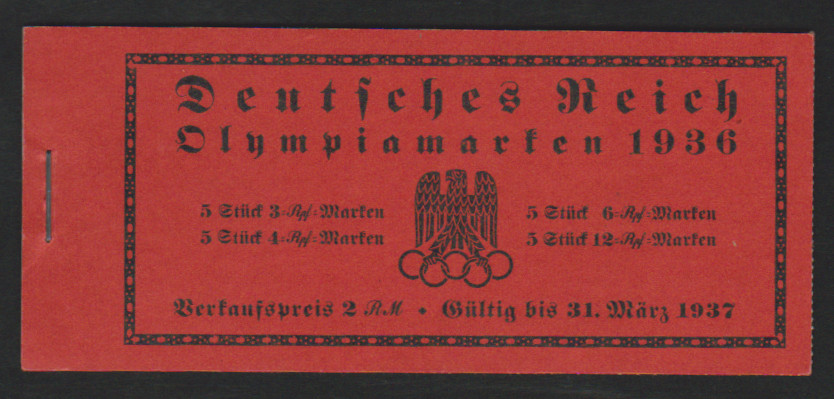 Deutſches Reich
Olympiamarken 1936
5 Stück 3=Rpf=Marken
5 Stück 4=Rpf=Marken
5 Stück 6=Rpf=Marken
5 Stück 12=Rpf=Marken
Verkaufspreis 2 RM • Gültig bis 31. März 1937